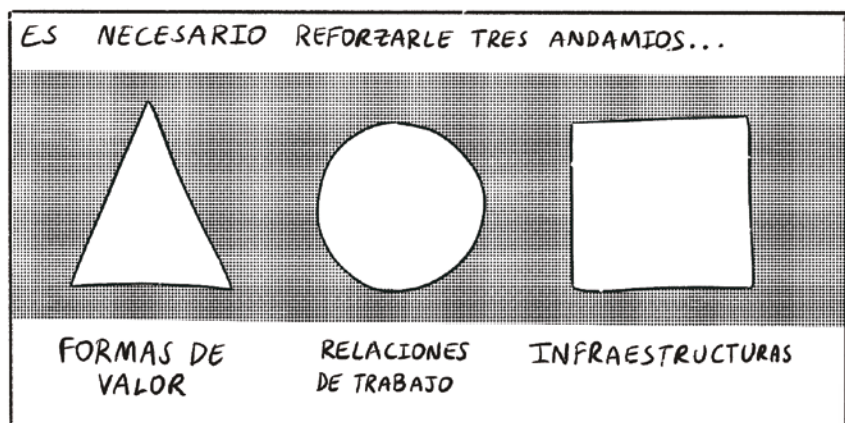 ES NECESARIO REFORZARLE TRES ANDAMIOS...
FORMAS DE
VALOR
RELACIONES
DE TRABAJO
INFRAESTRUCTURAS